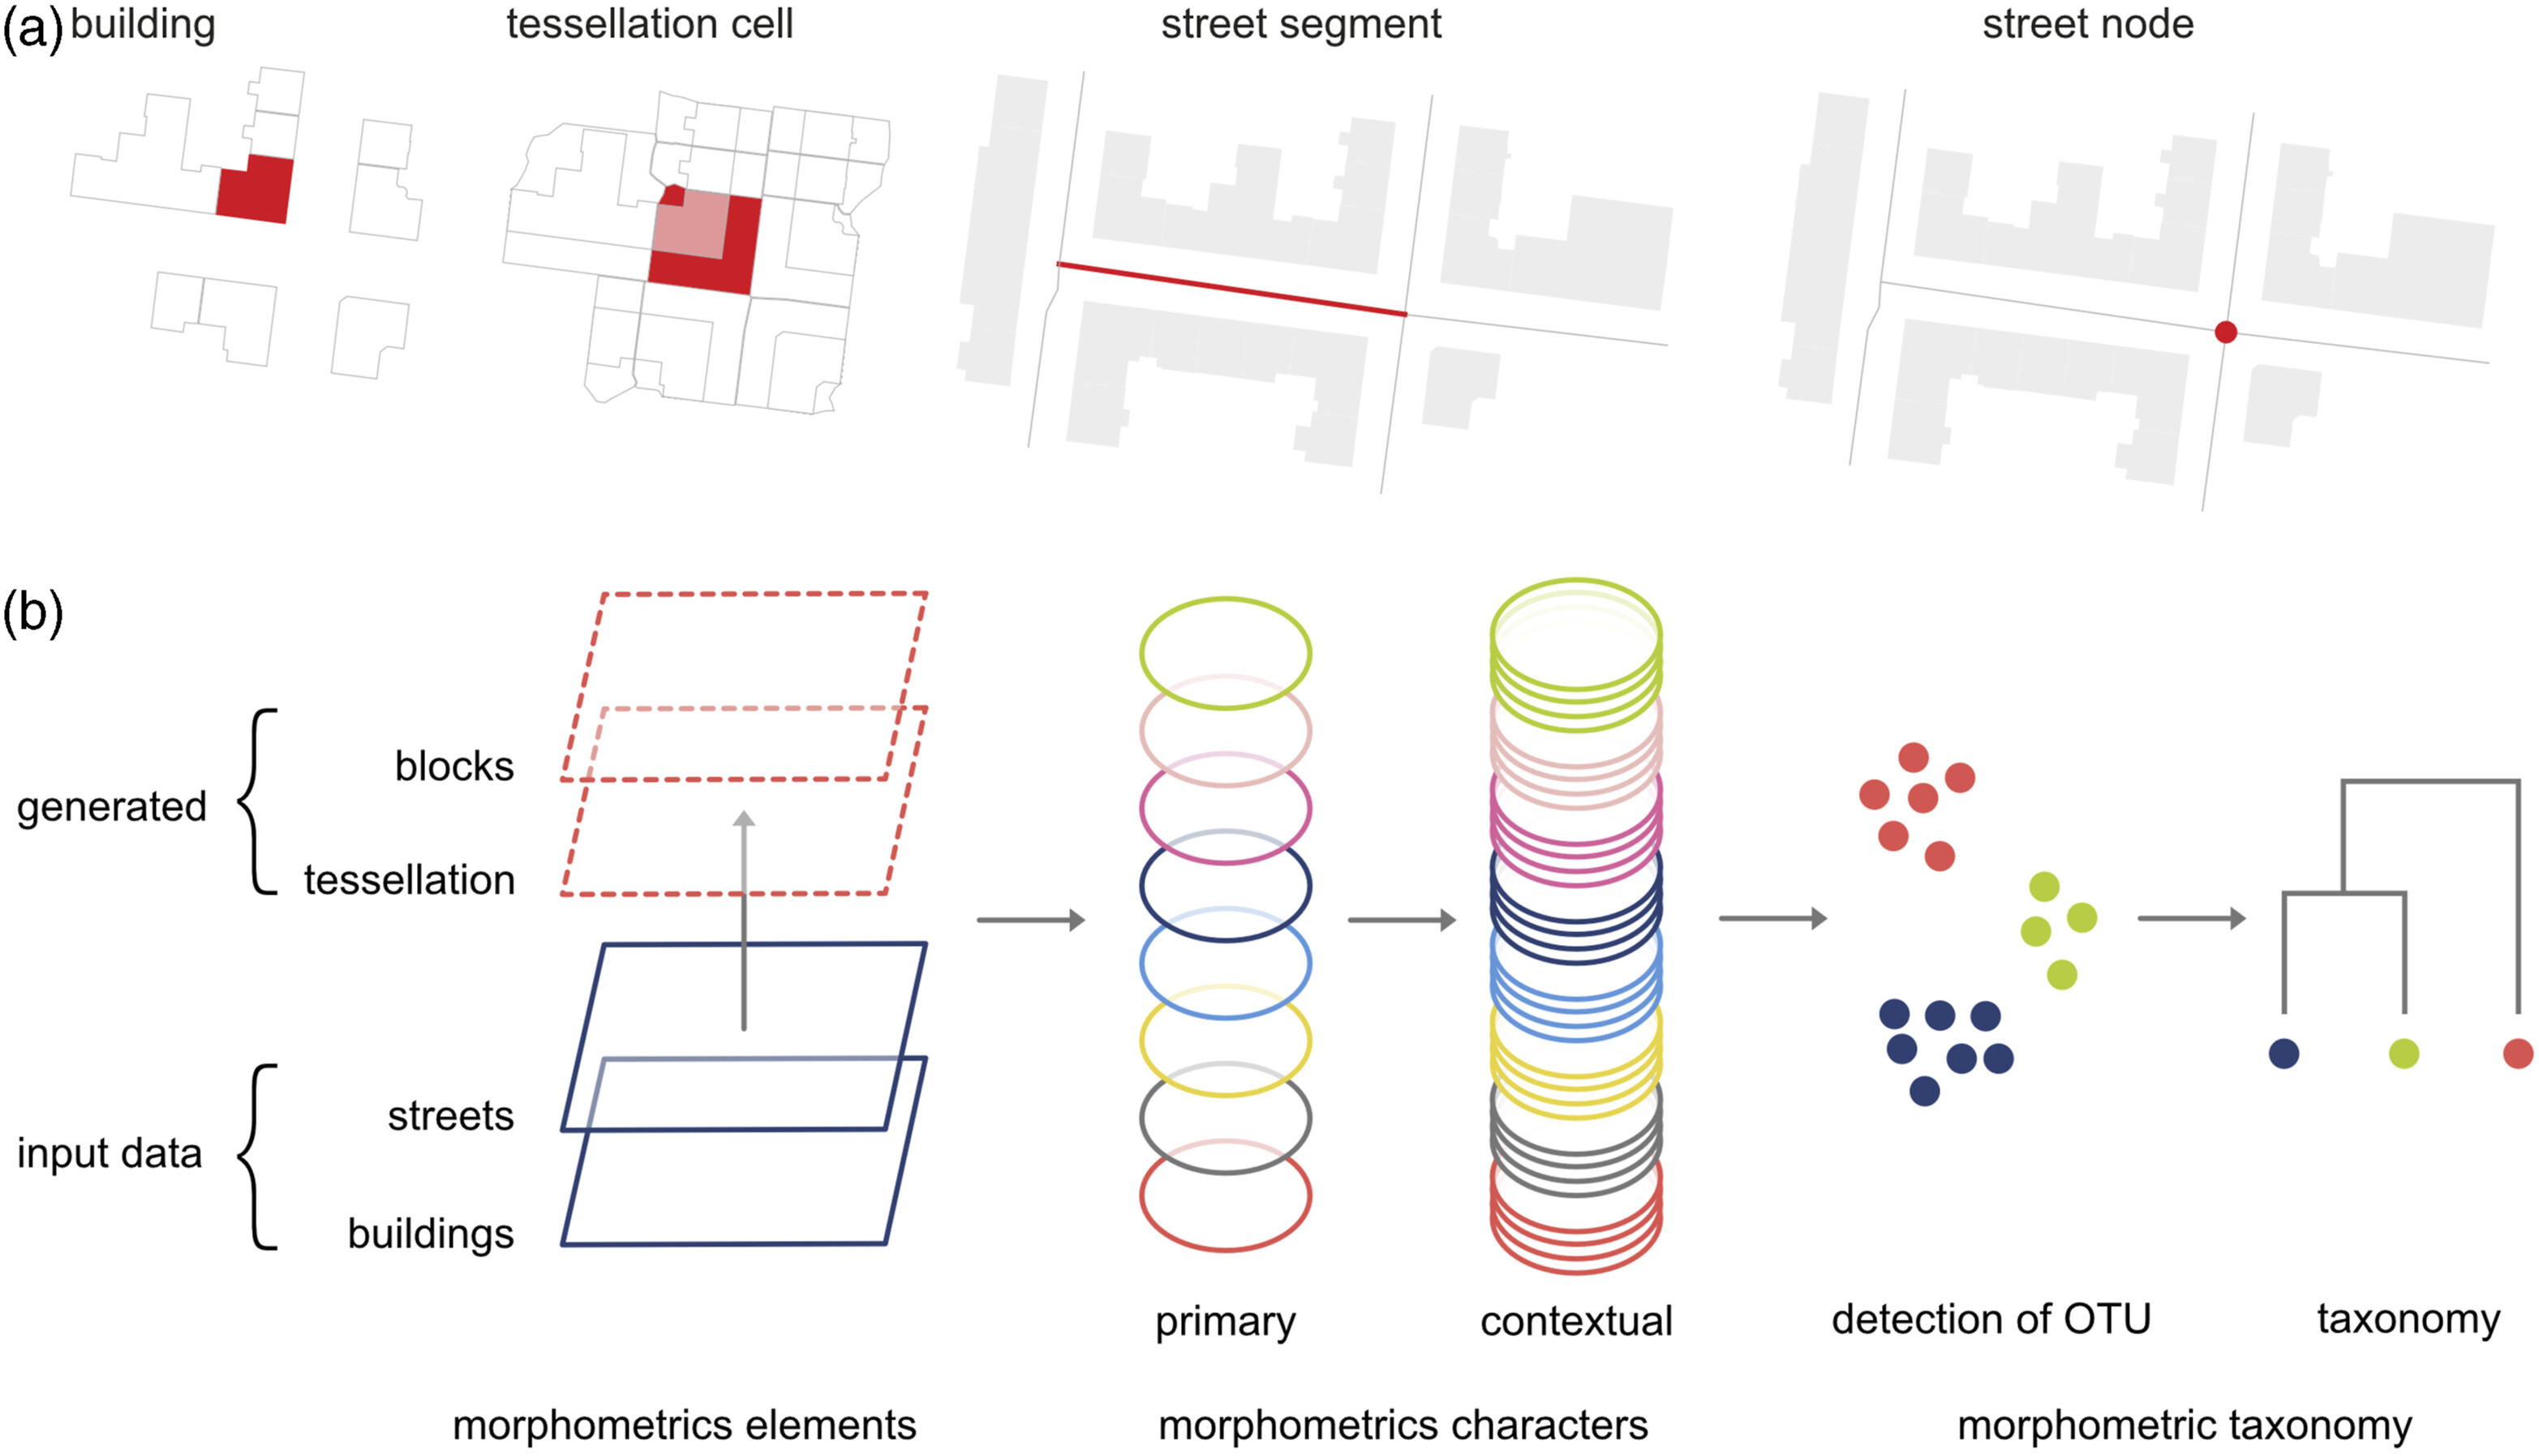 (a) building tessellation cell street segment street node
(b)
blocks
generated
tessellation
streets
input data
buildings
primary contextual detection of OTU taxonomy
morphometrics elements morphometrics characters morphometric taxonomy